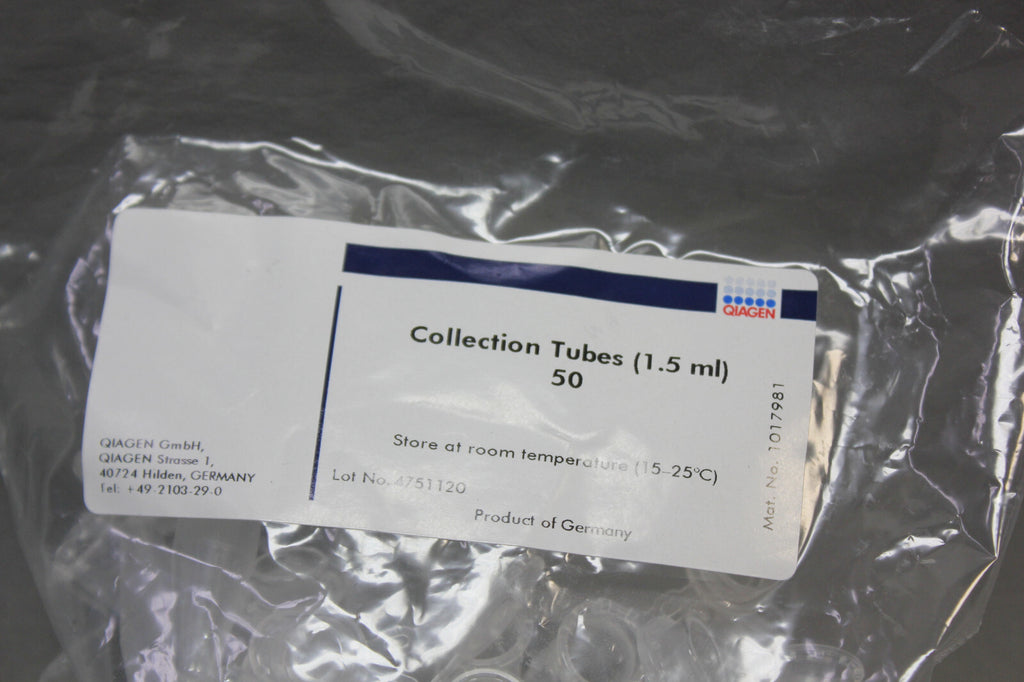 QIAGEN
Collection Tubes (1.5 ml)
50
Store at room temperature (15–25°C)
Lot No. 4751120
Product of Germany
Mat. No. 1017981
QIAGEN GmbH,
QIAGEN Strasse 1,
40724 Hilden, GERMANY
Tel: +49-2103-29-0